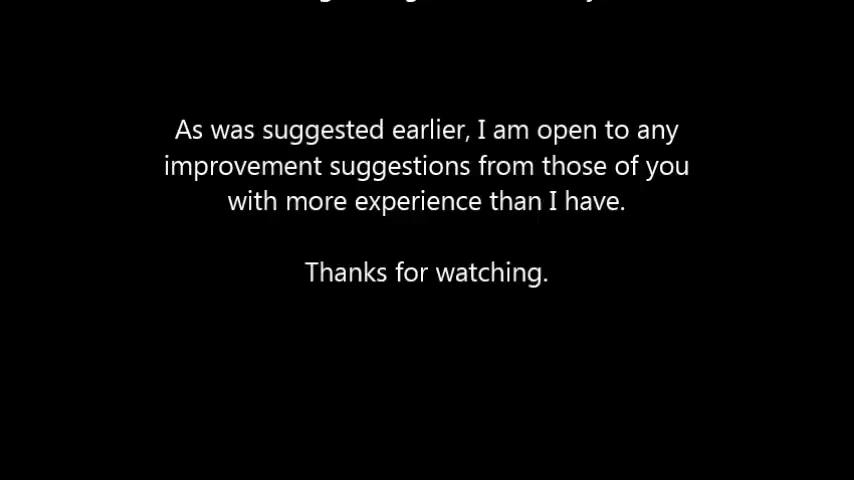 As was suggested earlier, I am open to any
improvement suggestions from those of you
with more experience than I have.
Thanks for watching.